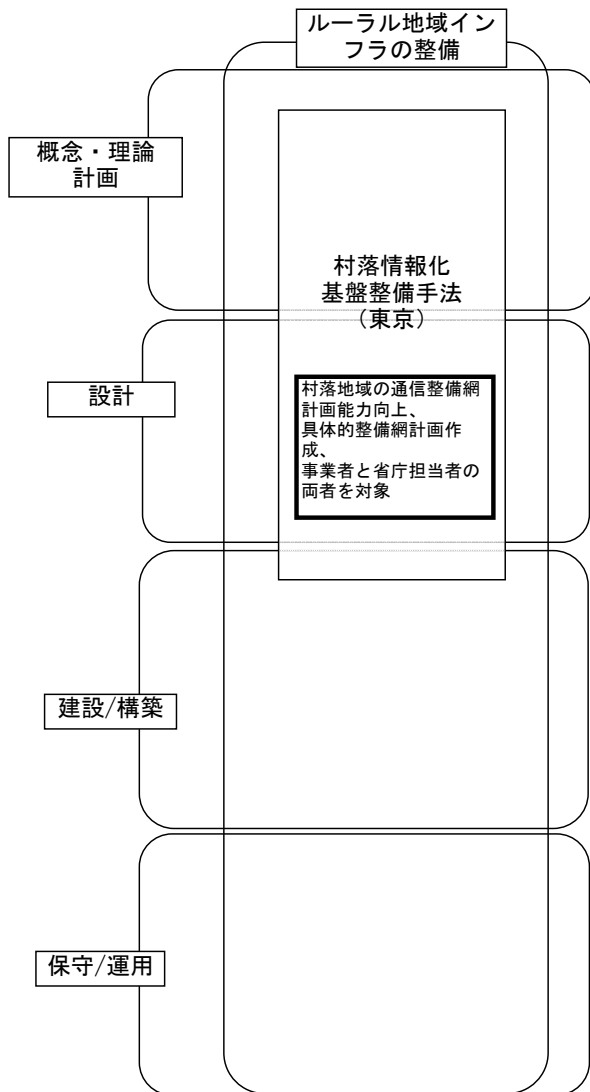 ルーラル地域イン
フラの整備
概念・理論
計画
村落情報化
基盤整備手法
（東京）
設計
村落地域の通信整備網
計画能力向上、
具体的整備網計画作
成、
事業者と省庁担当者の
両者を対象
建設/構築
保守/運用